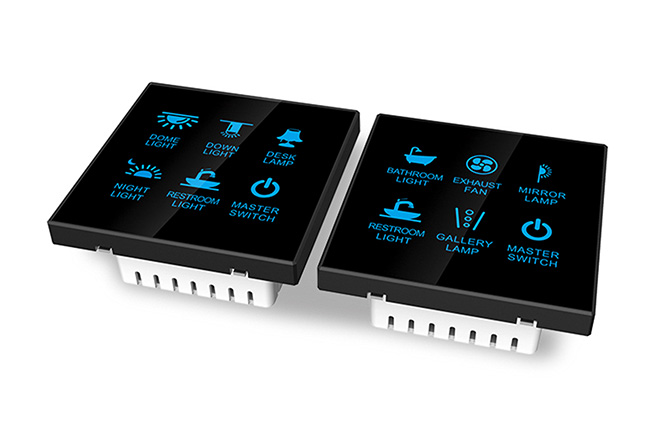 DOME
LIGHT
DOWN
LIGHT
DESK
LAMP
NIGHT
LIGHT
RESTROOM
LIGHT
MASTER
SWITCH
BATHROOM
LIGHT
EXHAUST
FAN
MIRROR
LAMP
RESTROOM
LIGHT
GALLERY
LAMP
MASTER
SWITCH